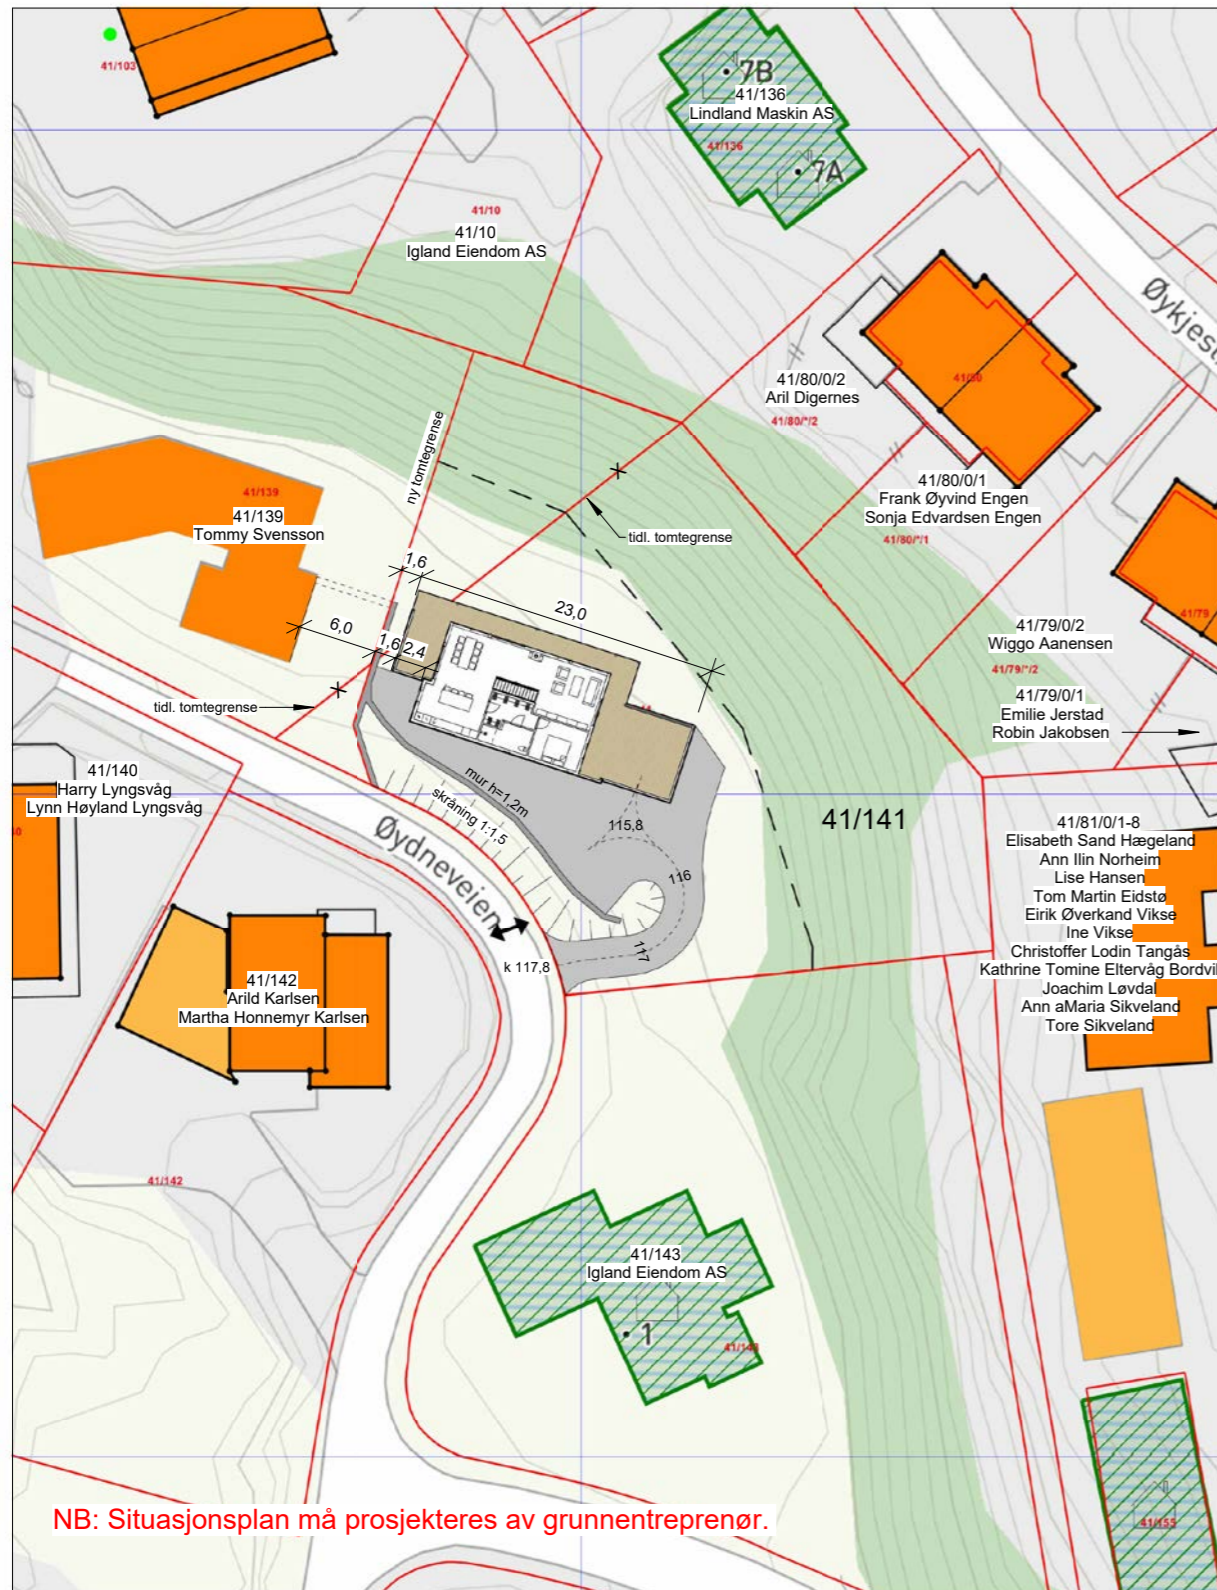 41/103
7B
41/136
Lindland Maskin AS
41/136
7A
41/10
41/10
Igland Eiendom AS
41/80/0/2
Aril Digernes
41/80/*/2
41/80
41/80/0/1
Frank Øyvind Engen
Sonja Edvardsen Engen
41/80/*/1
ny tomtegrense
41/139
41/139
Tommy Svensson
tidl. tomtegrense
1,6
23,0
6,0
1,6
2,4
41/79
41/79/0/2
Wiggo Aanensen
41/79/*/2
41/79/0/1
Emilie Jerstad
Robin Jakobsen
tidl. tomtegrense
41/140
Harry Lyngsvåg
Lynn Høyland Lyngsvåg
mur h=1,2m
skråning 1:1,5
Øydneveien
115,8
116
117
k 117,8
41/141
41/81/0/1-8
Elisabeth Sand Hægeland
Ann Ilin Norheim
Lise Hansen
Tom Martin Eidstø
Eirik Øverkand Vikse
Ine Vikse
Christoffer Lodin Tangås
Kathrine Tomine Eltervåg Bordvi
Joachim Løvdal
Ann aMaria Sikveland
Tore Sikveland
41/142
Arild Karlsen
Martha Honnemyr Karlsen
41/142
41/143
Igland Eiendom AS
1
41/143
41/155
NB: Situasjonsplan må prosjekteres av grunnentreprenør.